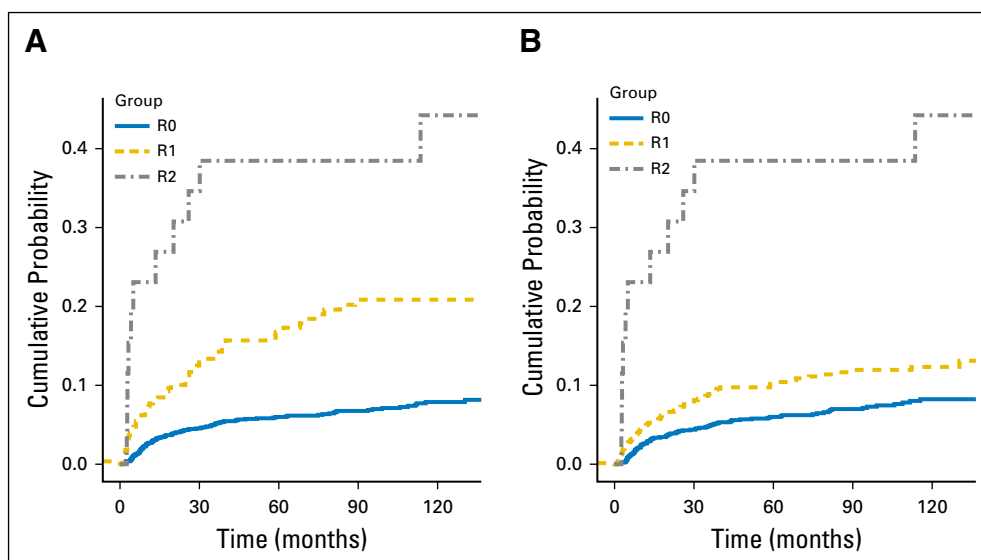 A
Group
R0
R1
R2
Cumulative Probability
0.4
0.3
0.2
0.1
0.0
0 30 60 90 120
Time (months)
B
Group
R0
R1
R2
Cumulative Probability
0.4
0.3
0.2
0.1
0.0
0 30 60 90 120
Time (months)